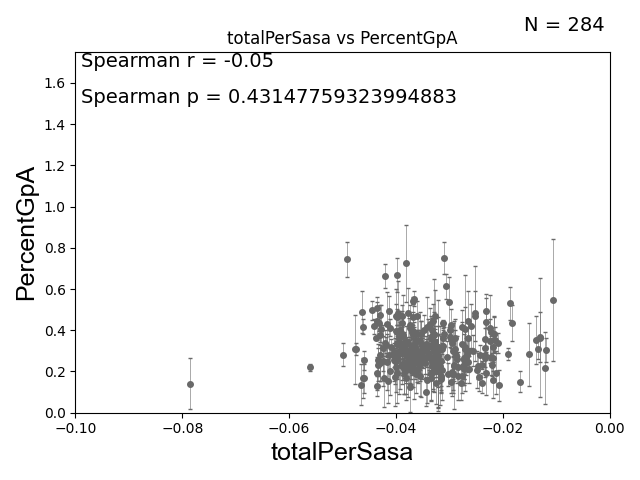 N = 284
totalPerSasa vs PercentGpA
Spearman r = -0.05
Spearman p = 0.43147759323994883
PercentGpA
1.6
1.4
1.2
1.0
0.8
0.6
0.4
0.2
0.0
−0.10
−0.08
−0.06
−0.04
−0.02
0.00
totalPerSasa